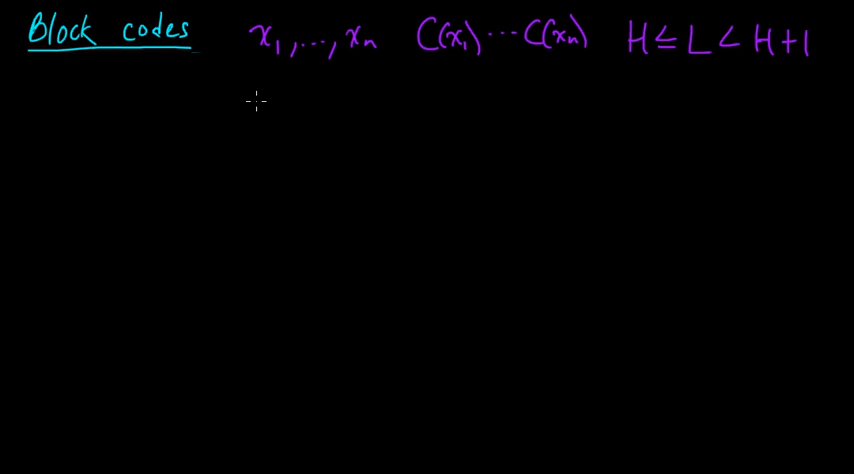 Block codes x₁,...,xₙ C(x₁)···C(xₙ) H ≤ L < H+1